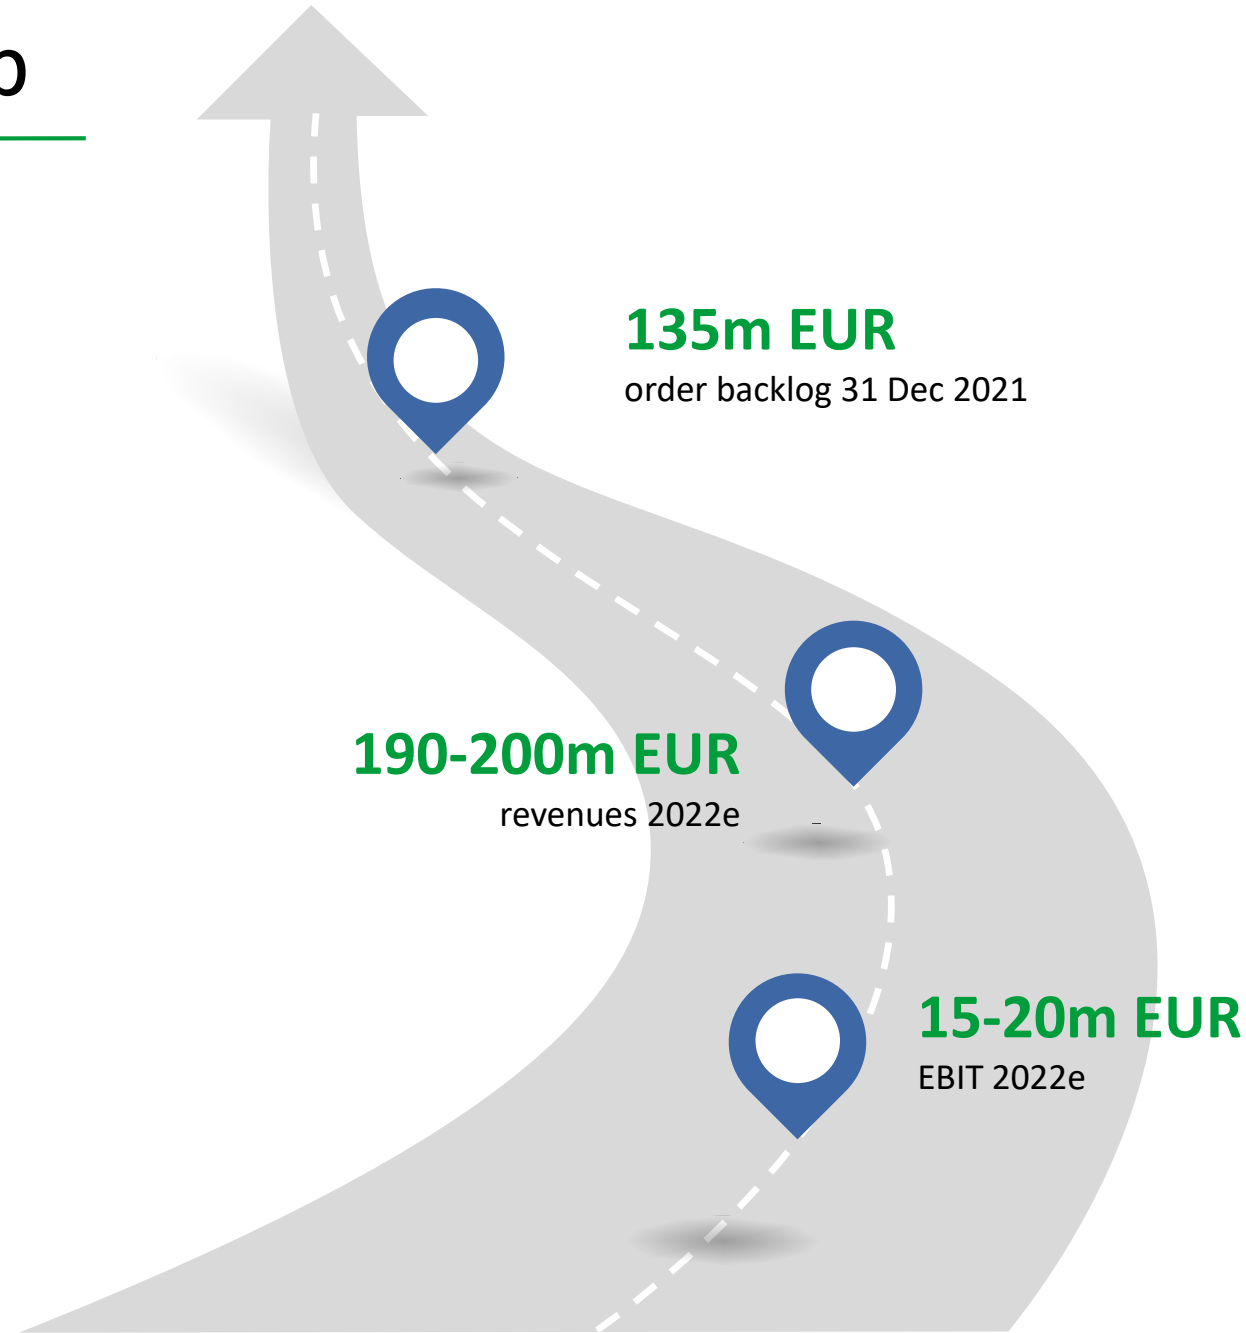 135m EUR
order backlog 31 Dec 2021
190-200m EUR
revenues 2022e
15-20m EUR
EBIT 2022e